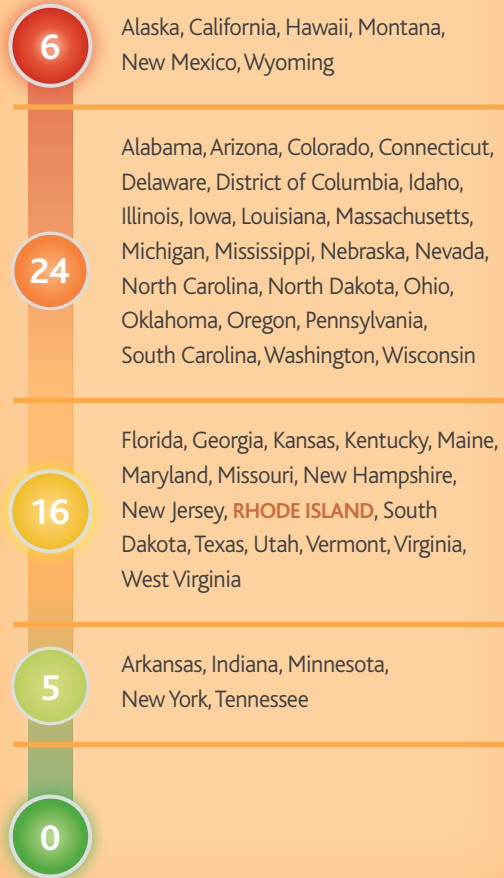 6
Alaska, California, Hawaii, Montana,
New Mexico, Wyoming
24
Alabama, Arizona, Colorado, Connecticut,
Delaware, District of Columbia, Idaho,
Illinois, Iowa, Louisiana, Massachusetts,
Michigan, Mississippi, Nebraska, Nevada,
North Carolina, North Dakota, Ohio,
Oklahoma, Oregon, Pennsylvania,
South Carolina, Washington, Wisconsin
16
Florida, Georgia, Kansas, Kentucky, Maine,
Maryland, Missouri, New Hampshire,
New Jersey, RHODE ISLAND, South
Dakota, Texas, Utah, Vermont, Virginia,
West Virginia
5
Arkansas, Indiana, Minnesota,
New York, Tennessee
0